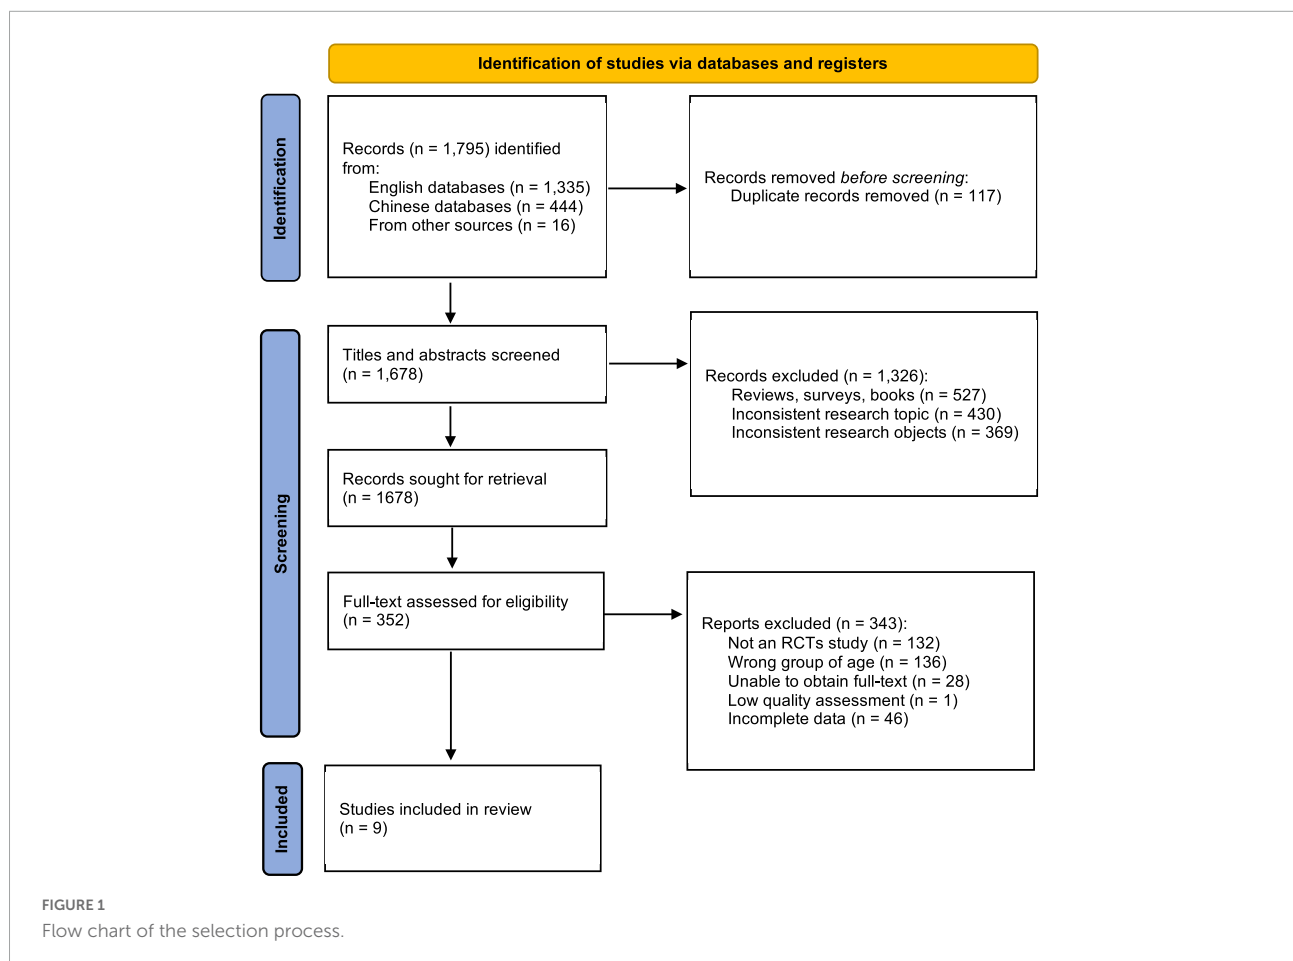 Identification of studies via databases and registers
Identification
Records (n = 1,795) identified
from:
English databases (n = 1,335)
Chinese databases (n = 444)
From other sources (n = 16)
Records removed before screening:
Duplicate records removed (n = 117)
Screening
Titles and abstracts screened
(n = 1,678)
Records excluded (n = 1,326):
Reviews, surveys, books (n = 527)
Inconsistent research topic (n = 430)
Inconsistent research objects (n = 369)
Records sought for retrieval
(n = 1678)
Full-text assessed for eligibility
(n = 352)
Reports excluded (n = 343):
Not an RCTs study (n = 132)
Wrong group of age (n = 136)
Unable to obtain full-text (n = 28)
Low quality assessment (n = 1)
Incomplete data (n = 46)
Included
Studies included in review
(n = 9)
FIGURE 1
Flow chart of the selection process.